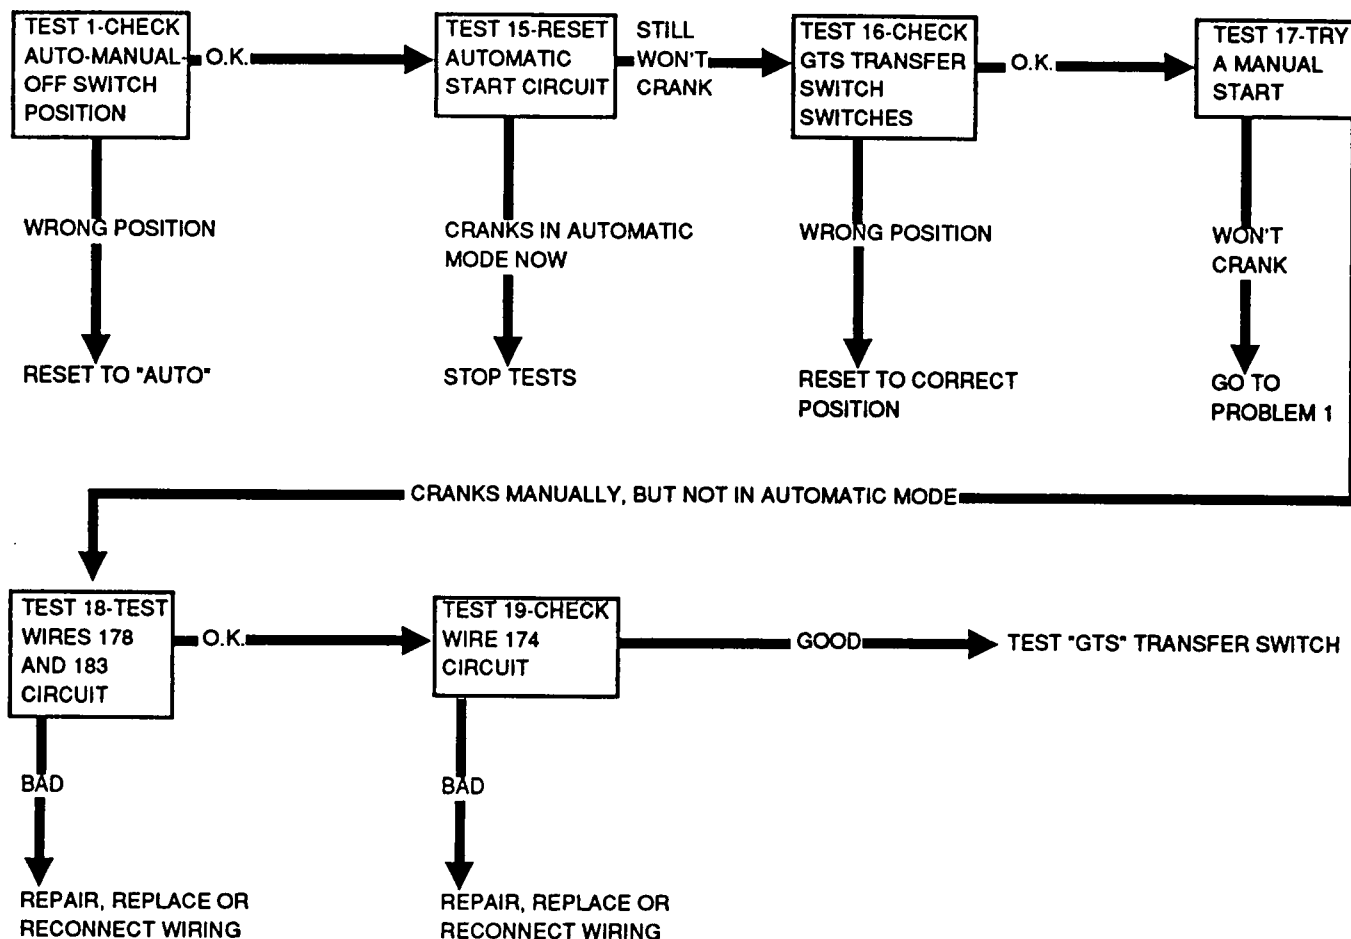 TEST 1-CHECK
AUTO-MANUAL-
OFF SWITCH
POSITION
O.K.
TEST 15-RESET
AUTOMATIC
START CIRCUIT
STILL
WON'T
CRANK
TEST 16-CHECK
GTS TRANSFER
SWITCH
SWITCHES
O.K.
TEST 17-TRY
A MANUAL
START
WRONG POSITION
CRANKS IN AUTOMATIC
MODE NOW
WRONG POSITION
WON'T
CRANK
RESET TO "AUTO"
STOP TESTS
RESET TO CORRECT
POSITION
GO TO
PROBLEM 1
CRANKS MANUALLY, BUT NOT IN AUTOMATIC MODE
TEST 18-TEST
WIRES 178
AND 183
CIRCUIT
O.K.
TEST 19-CHECK
WIRE 174
CIRCUIT
GOOD
TEST "GTS" TRANSFER SWITCH
BAD
BAD
REPAIR, REPLACE OR
RECONNECT WIRING
REPAIR, REPLACE OR
RECONNECT WIRING